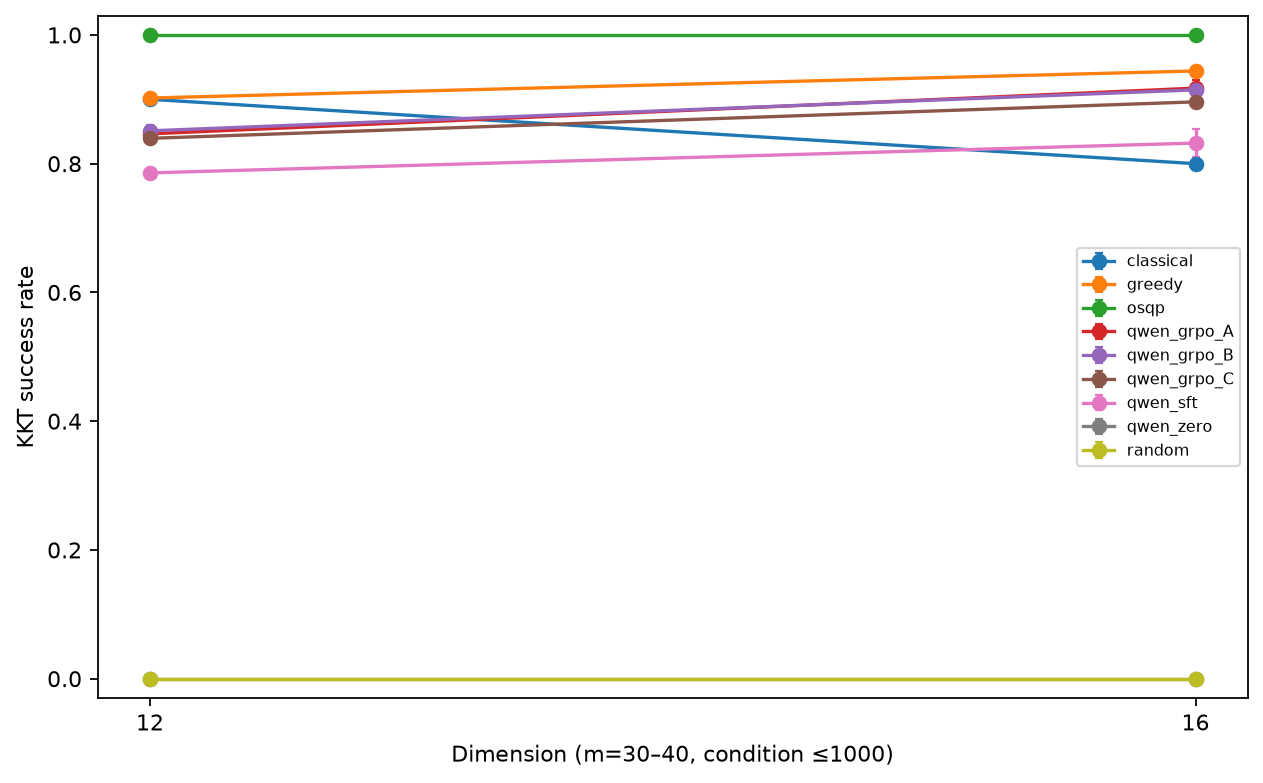 1.0
0.8
0.6
0.4
0.2
0.0
KKT success rate
classical
greedy
osqp
qwen_grpo_A
qwen_grpo_B
qwen_grpo_C
qwen_sft
qwen_zero
random
12
16
Dimension (m=30–40, condition ≤1000)